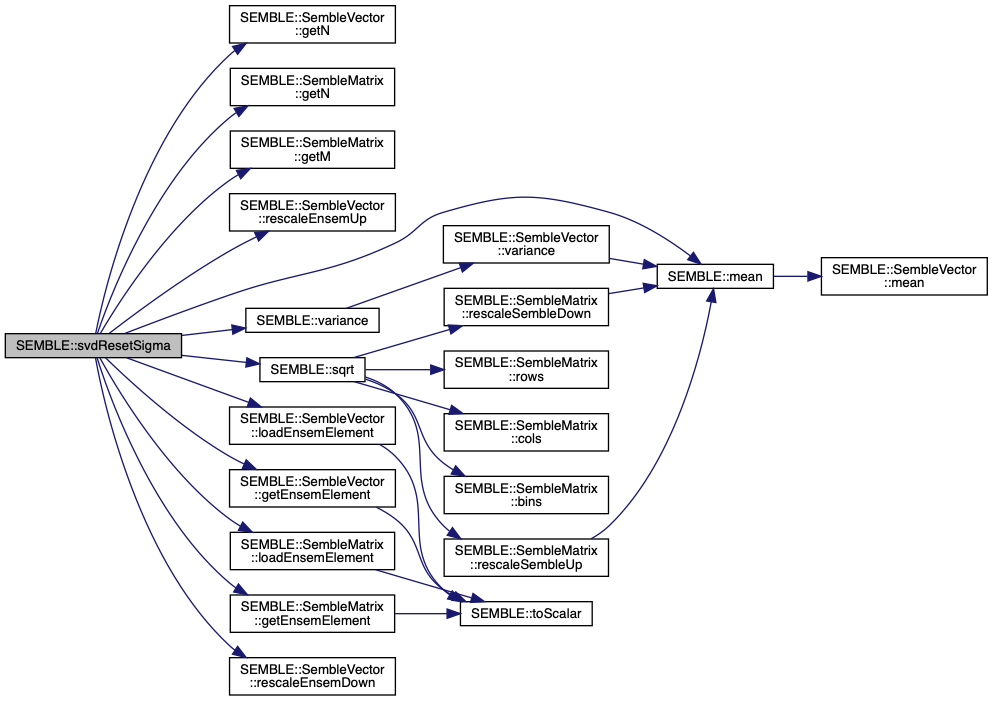 SEMBLE::SembleVector
::getN
SEMBLE::SembleMatrix
::getN
SEMBLE::SembleMatrix
::getM
SEMBLE::SembleVector
::rescaleEnsemUp
SEMBLE::SembleVector
::variance
SEMBLE::mean
SEMBLE::SembleVector
::mean
SEMBLE::SembleMatrix
::rescaleSembleDown
SEMBLE::variance
SEMBLE::svdResetSigma
SEMBLE::sqrt
SEMBLE::SembleMatrix
::rows
SEMBLE::SembleVector
::loadEnsemElement
SEMBLE::SembleMatrix
::cols
SEMBLE::SembleVector
::getEnsemElement
SEMBLE::SembleMatrix
::bins
SEMBLE::SembleMatrix
::loadEnsemElement
SEMBLE::SembleMatrix
::rescaleSembleUp
SEMBLE::SembleMatrix
::getEnsemElement
SEMBLE::toScalar
SEMBLE::SembleVector
::rescaleEnsemDown